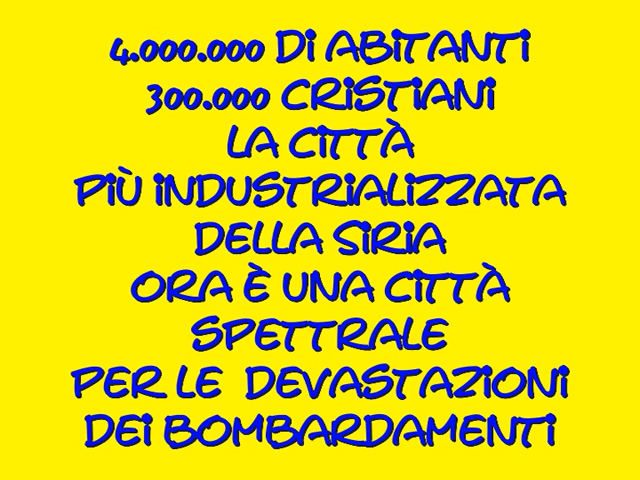 4.000.000 DI ABITANTI
300.000 CRISTIANI
LA CITTÀ
PIÙ INDUSTRIALIZZATA
DELLA SIRIA
ORA È UNA CITTÀ
SPETTRALE
PER LE DEVASTAZIONI
DEI BOMBARDAMENTI